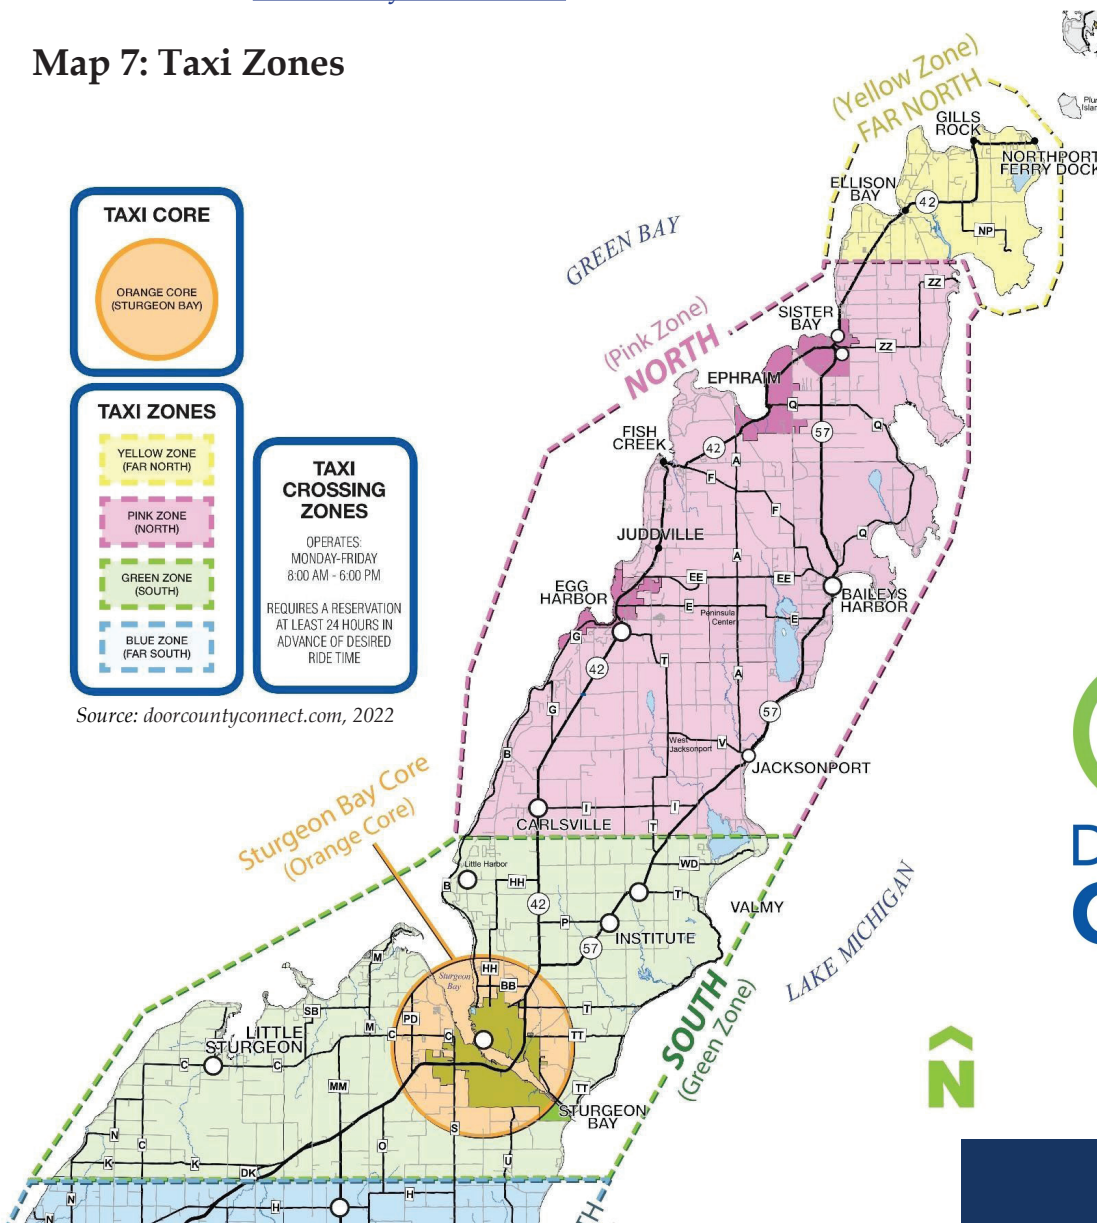 Map 7: Taxi Zones
TAXI CORE
ORANGE CORE
(STURGEON BAY)
TAXI ZONES
YELLOW ZONE
(FAR NORTH)
PINK ZONE
(NORTH)
GREEN ZONE
(SOUTH)
BLUE ZONE
(FAR SOUTH)
TAXI
CROSSING
ZONES
OPERATES:
MONDAY-FRIDAY
8:00 AM - 6:00 PM
REQUIRES A RESERVATION
AT LEAST 24 HOURS IN
ADVANCE OF DESIRED
RIDE TIME
Source: doorcountyconnect.com, 2022
(Yellow Zone)
FAR NORTH
GILLS
ROCK
NORTHPORT
FERRY DOCK
ELLISON
BAY
42
NP
GREEN BAY
ZZ
SISTER
BAY
ZZ
(Pink Zone)
NORTH
EPHRAIM
Q
Q
FISH
CREEK
42
57
A
F
F
JUDDVILLE
Q
A
EE
EE
EGG
HARBOR
BAILEYS
HARBOR
E
Peninsula
Center
E
G
42
T
A
G
57
B
West
Jacksonport
V
JACKSONPORT
I
I
CARLSVILLE
T
Sturgeon Bay Core
(Orange Core)
Little Harbor
WD
B
HH
T
42
VALMY
P
INSTITUTE
57
LAKE MICHIGAN
M
HH
Sturgeon
Bay
BB
SOUTH
(Green Zone)
SB
PD
T
M
LITTLE
STURGEON
C
C
TT
C
C
MM
TT
STURGEON
BAY
N
S
C
O
K
K
DK
U
N
H
H
N
N